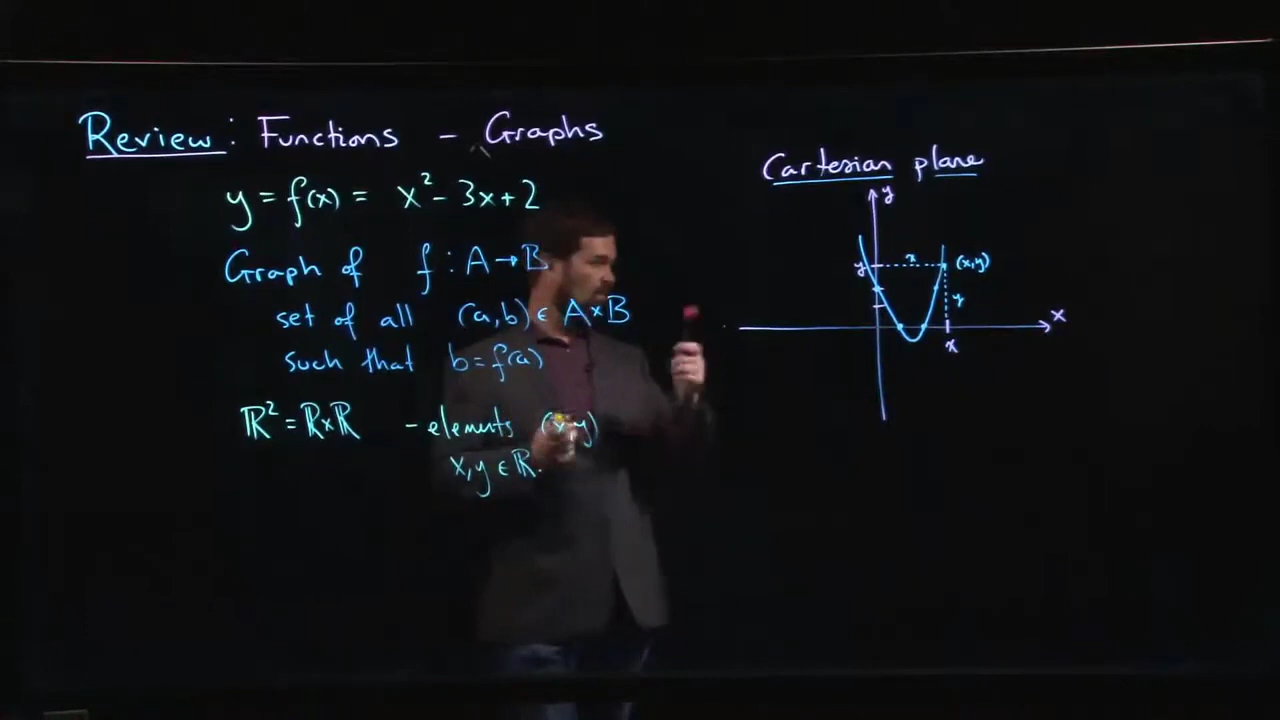 Review: Functions - Graphs
y = f(x) = x² - 3x + 2
Graph of f : A → B
set of all (a,b) ∈ A × B
such that b = f(a)
ℝ² = ℝ×ℝ - elements (x,y)
x, y ∈ ℝ.
Cartesian plane
y
y x (x,y)
y
x
x